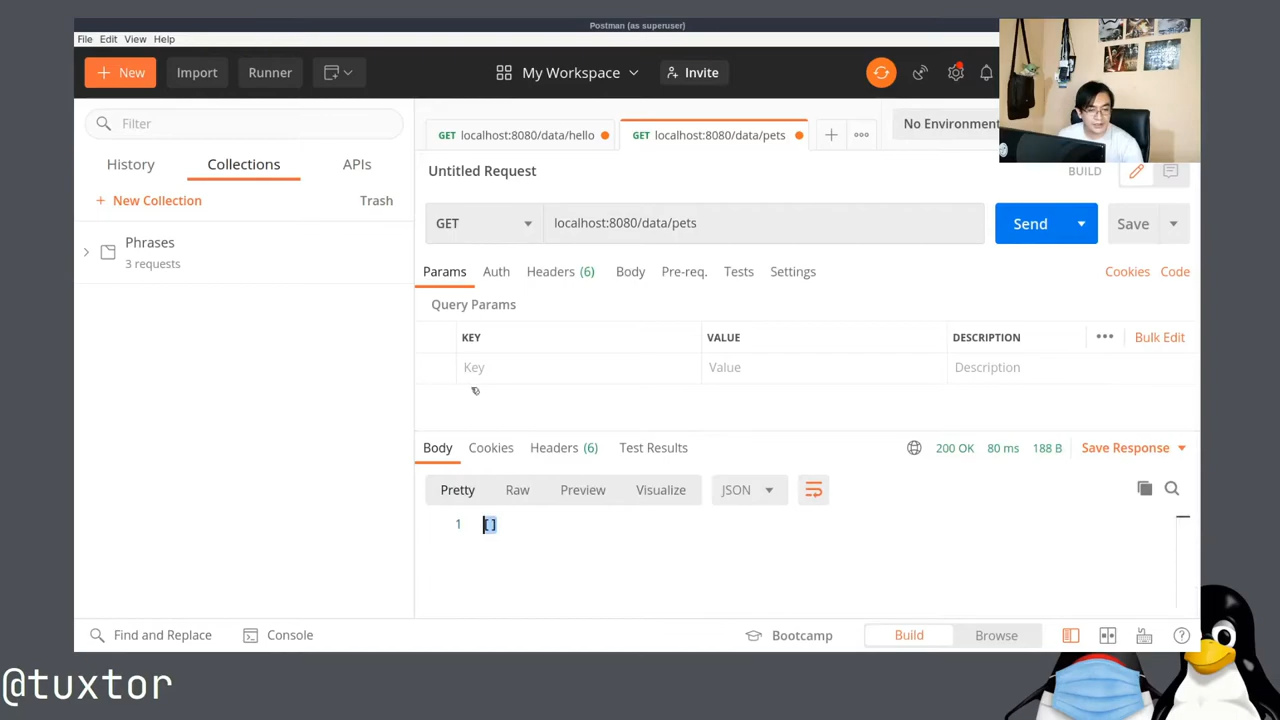 Postman (as superuser)
File Edit View Help
New Import Runner My Workspace Invite
Filter
No Environment
GET localhost:8080/data/hello GET localhost:8080/data/pets
History Collections APIs
Untitled Request BUILD
+ New Collection Trash
GET localhost:8080/data/pets Send Save
Phrases
3 requests
Params Auth Headers (6) Body Pre-req. Tests Settings Cookies Code
Query Params
KEY VALUE DESCRIPTION Bulk Edit
Key Value Description
Body Cookies Headers (6) Test Results 200 OK 80 ms 188 B Save Response
Pretty Raw Preview Visualize JSON
1 []
Find and Replace Console Bootcamp Build Browse
@tuxtor